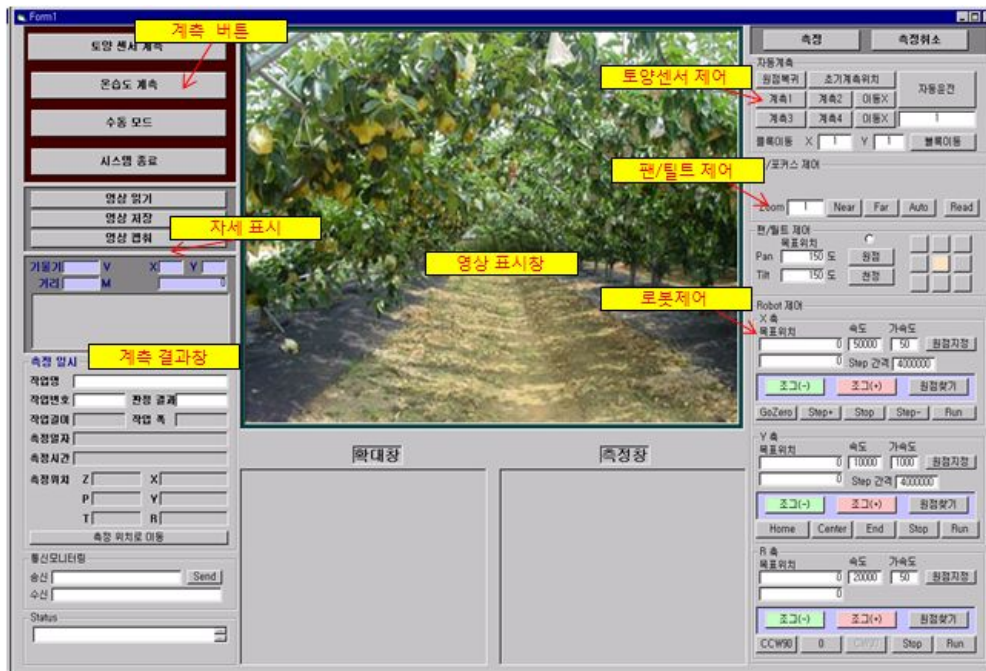 Form1
계측 버튼
토양 센서 계측
온습도 계측
수동 모드
시스템 종료
영상 읽기
영상 저장
영상 캡춰
자세 표시
기울기 V X Y
거리 M 0
계측 결과창
측정 일시
작업명
작업번호 판정 결과
작업길이 작업 폭
측정일자
측정시간
측정위치 Z X
P Y
T R
측정 위치로 이동
통신모니터링
송신 Send
수신
Status
영상 표시창
확대창
측정창
토양센서 제어
팬/틸트 제어
로봇제어
측정 측정취소
자동계측
원점복귀 초기계측위치 자동운전
계측1 계측2 이동X
계측3 계측4 이동X 1
블록이동 X 1 Y 1 블록이동
/포커스 제어
Zoom 1 Near Far Auto Read
팬/틸트 제어
목표위치
Pan 150 도 원점
Tilt 150 도 천정
Robot 제어
X 축
목표위치 속도 가속도
0 50000 50 원점지정
0 Step 간격 4000000
조그(-) 조그(+) 원점찾기
GoZero Step+ Stop Step- Run
Y 축
목표위치 속도 가속도
0 10000 1000 원점지정
0 Step 간격 4000000
조그(-) 조그(+) 원점찾기
Home Center End Stop Run
R 축
목표위치 속도 가속도
0 20000 50 원점지정
0
조그(-) 조그(+) 원점찾기
CCW90 0 CW90 Stop Run